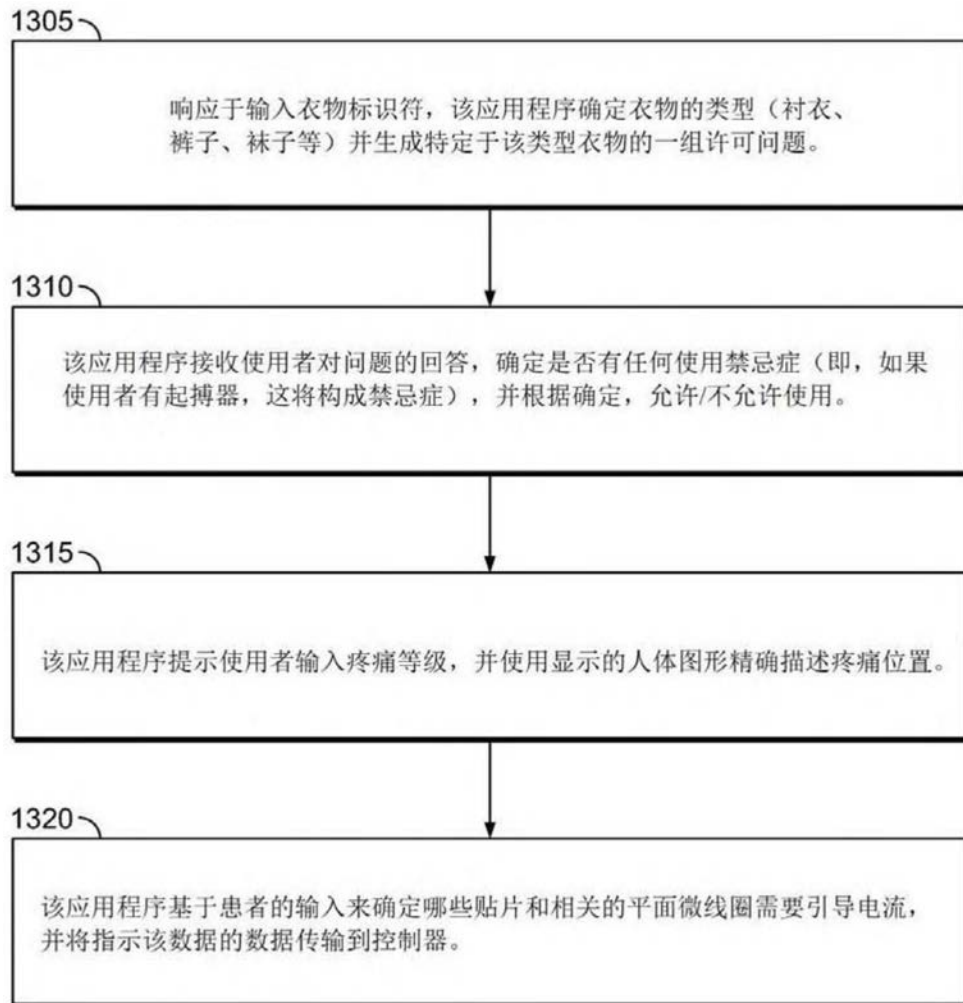 1305
响应于输入衣物标识符，该应用程序确定衣物的类型（衬衣、
裤子、袜子等）并生成特定于该类型衣物的一组许可问题。
1310
该应用程序接收使用者对问题的回答，确定是否有任何使用禁忌症（即，如果
使用者有起搏器，这将构成禁忌症），并根据确定，允许/不允许使用。
1315
该应用程序提示使用者输入疼痛等级，并使用显示的人体图形精确描述疼痛位置。
1320
该应用程序基于患者的输入来确定哪些贴片和相关的平面微线圈需要引导电流，
并将指示该数据的数据传输到控制器。